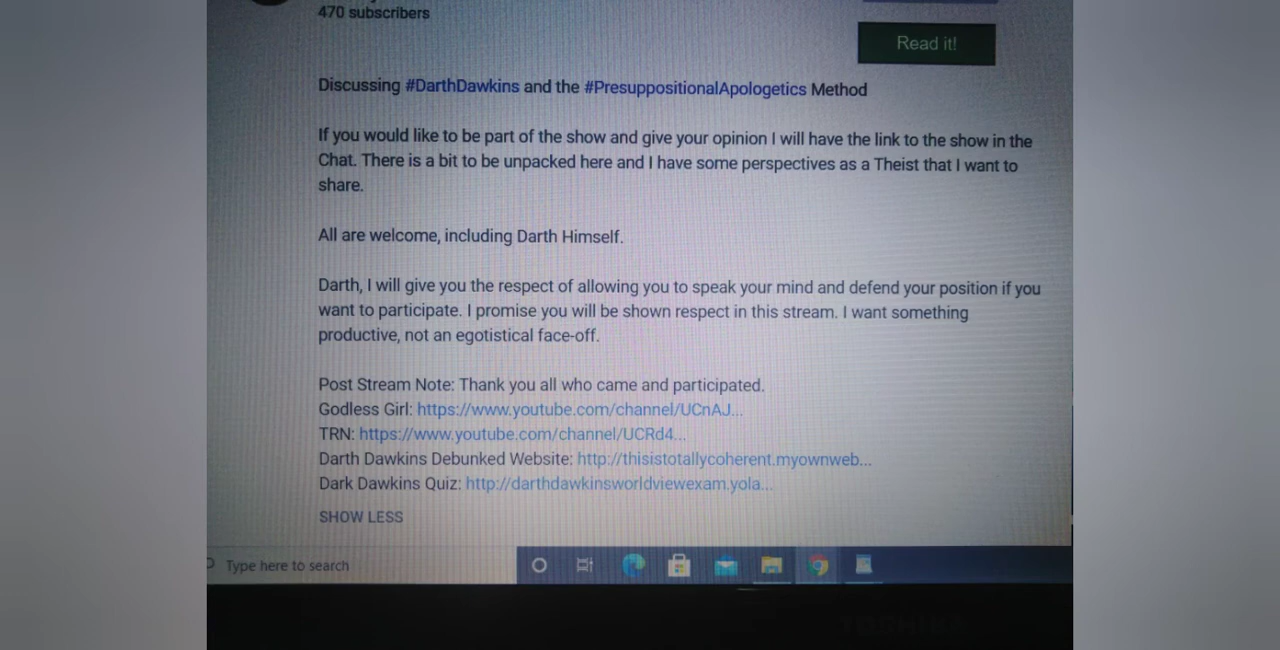 470 subscribers
Read it!
Discussing #DarthDawkins and the #PresuppositionalApologetics Method
If you would like to be part of the show and give your opinion I will have the link to the show in the
Chat. There is a bit to be unpacked here and I have some perspectives as a Theist that I want to
share.
All are welcome, including Darth Himself.
Darth, I will give you the respect of allowing you to speak your mind and defend your position if you
want to participate. I promise you will be shown respect in this stream. I want something
productive, not an egotistical face-off.
Post Stream Note: Thank you all who came and participated.
Godless Girl: https://www.youtube.com/channel/UCnAJ...
TRN: https://www.youtube.com/channel/UCRd4...
Darth Dawkins Debunked Website: http://thisistotallycoherent.myownweb...
Dark Dawkins Quiz: http://darthdawkinsworldviewexam.yola...
SHOW LESS
Type here to search
TOSHIBA